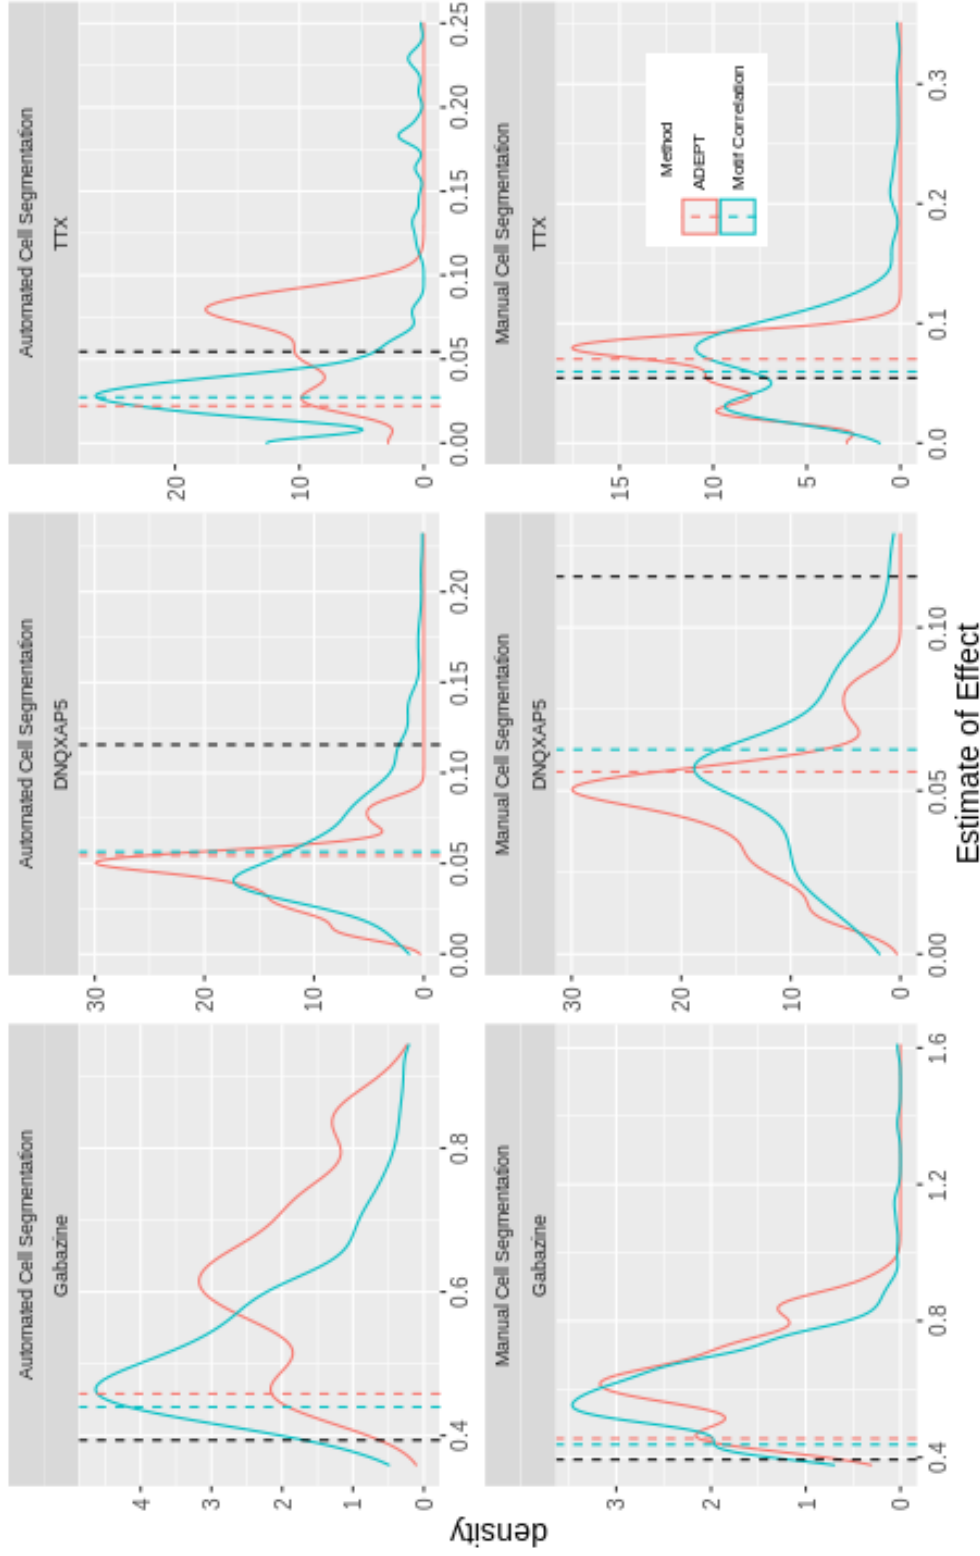 Automated Cell Segmentation
Gabazine
4
3
2
1
0
0.4
0.6
0.8
Automated Cell Segmentation
DNQXAP5
30
20
10
0
0.00
0.05
0.10
0.15
0.20
Automated Cell Segmentation
TTX
20
10
0
0.00
0.05
0.10
0.15
0.20
0.25
Manual Cell Segmentation
Gabazine
3
2
1
0
0.4
0.8
1.2
1.6
Manual Cell Segmentation
DNQXAP5
30
20
10
0
0.00
0.05
0.10
Manual Cell Segmentation
TTX
15
10
5
0
0.0
0.1
0.2
0.3
Method
ADEPT
Motif Correlation
density
Estimate of Effect